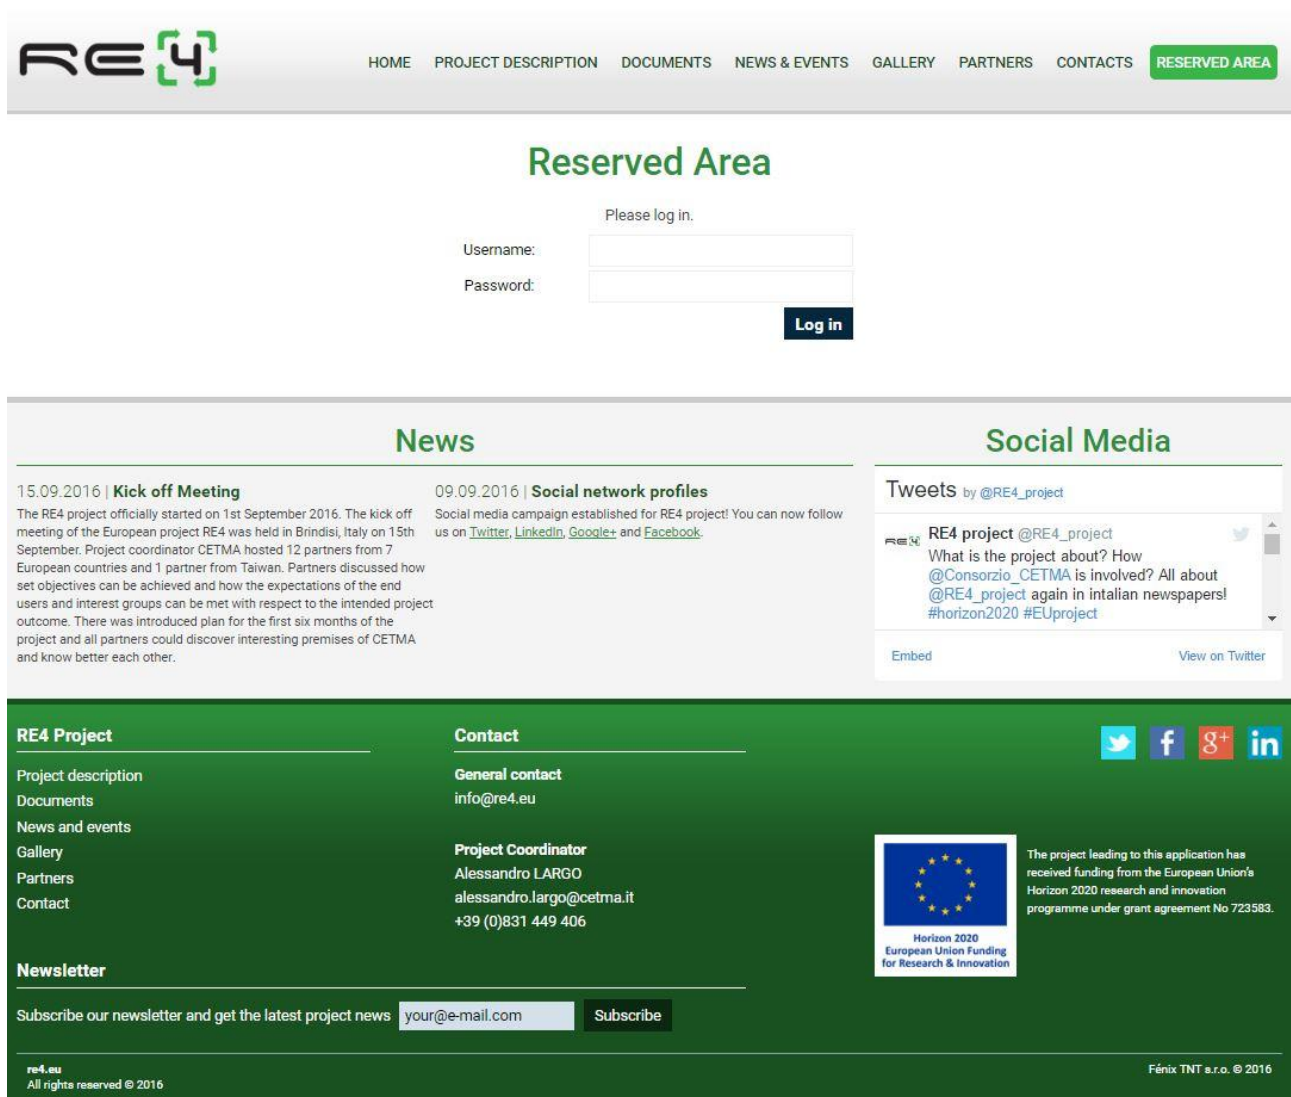 RE4
HOME PROJECT DESCRIPTION DOCUMENTS NEWS & EVENTS GALLERY PARTNERS CONTACTS RESERVED AREA
Reserved Area
Please log in.
Username:
Password:
Log in
News
15.09.2016 | Kick off Meeting
The RE4 project officially started on 1st September 2016. The kick off
meeting of the European project RE4 was held in Brindisi, Italy on 15th
September. Project coordinator CETMA hosted 12 partners from 7
European countries and 1 partner from Taiwan. Partners discussed how
set objectives can be achieved and how the expectations of the end
users and interest groups can be met with respect to the intended project
outcome. There was introduced plan for the first six months of the
project and all partners could discover interesting premises of CETMA
and know better each other.
09.09.2016 | Social network profiles
Social media campaign established for RE4 project! You can now follow
us on Twitter, LinkedIn, Google+ and Facebook.
Social Media
Tweets by @RE4_project
RE4
RE4 project @RE4_project
What is the project about? How
@Consorzio_CETMA is involved? All about
@RE4_project again in intalian newspapers!
#horizon2020 #EUproject
Embed View on Twitter
RE4 Project
Project description
Documents
News and events
Gallery
Partners
Contact
Contact
General contact
info@re4.eu
Project Coordinator
Alessandro LARGO
alessandro.largo@cetma.it
+39 (0)831 449 406
f g+ in
Horizon 2020
European Union Funding
for Research & Innovation
The project leading to this application has
received funding from the European Union's
Horizon 2020 research and innovation
programme under grant agreement No 723583.
Newsletter
Subscribe our newsletter and get the latest project news your@e-mail.com Subscribe
re4.eu
All rights reserved © 2016
Fénix TNT s.r.o. © 2016